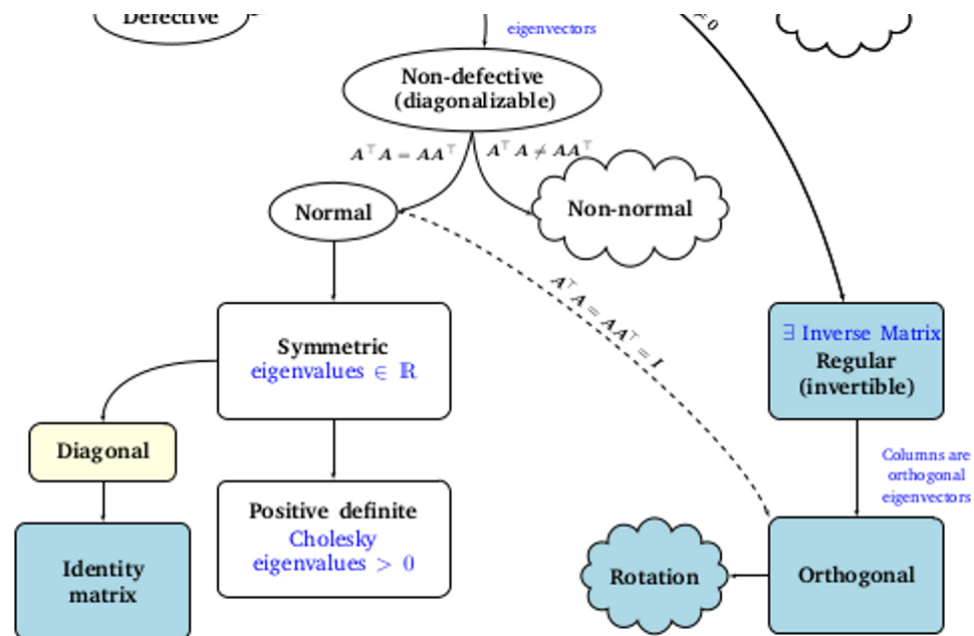 Defective
eigenvectors
≠ 0
Non-defective
(diagonalizable)
A⊤A = AA⊤
A⊤A ≠ AA⊤
Normal
Non-normal
A⊤A = AA⊤ = I
Symmetric
eigenvalues ∈ ℝ
∃ Inverse Matrix
Regular
(invertible)
Diagonal
Columns are
orthogonal
eigenvectors
Positive definite
Cholesky
eigenvalues > 0
Identity
matrix
Rotation
Orthogonal